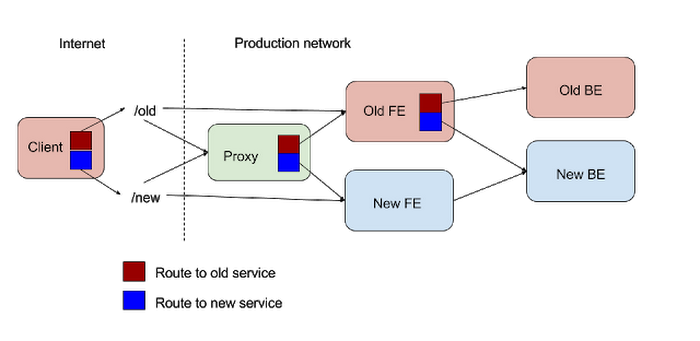 Internet
Production network
/old
Old FE
Old BE
Client
Proxy
/new
New FE
New BE
Route to old service
Route to new service